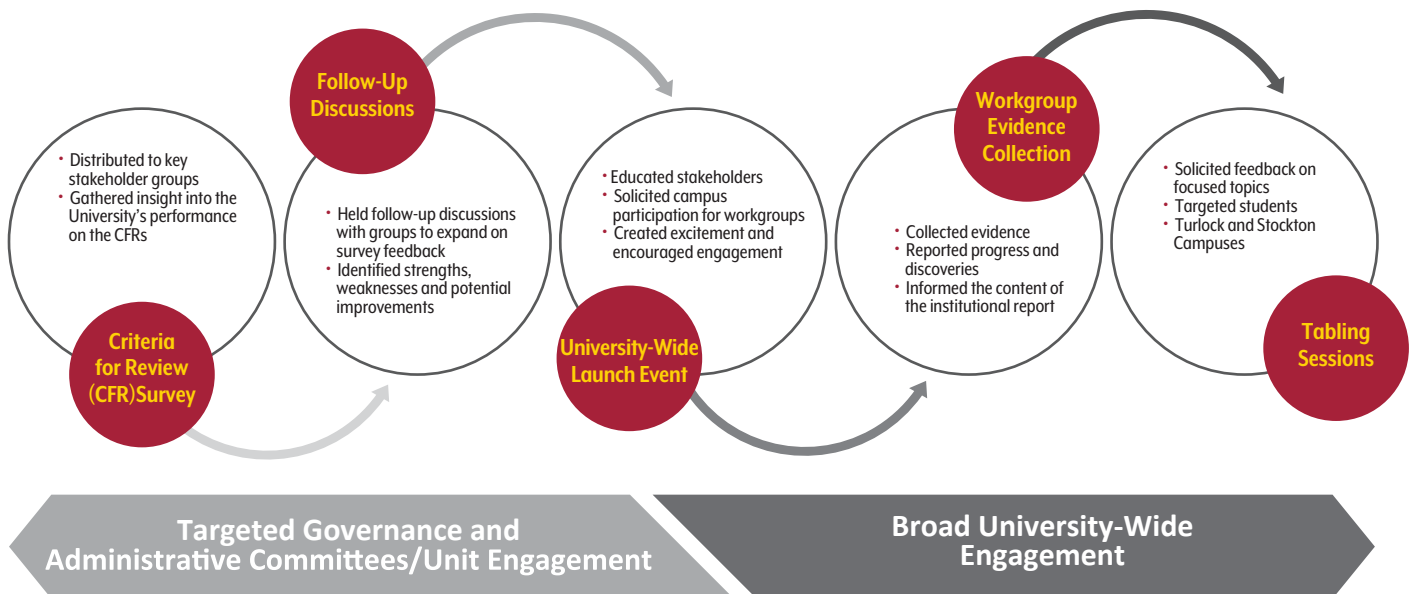 Criteria
for Review
(CFR)Survey
• Distributed to key
stakeholder groups
• Gathered insight into the
University's performance
on the CFRs
Follow-Up
Discussions
• Held follow-up discussions
with groups to expand on
survey feedback
• Identified strengths,
weaknesses and potential
improvements
University-Wide
Launch Event
• Educated stakeholders
• Solicited campus
participation for workgroups
• Created excitement and
encouraged engagement
Workgroup
Evidence
Collection
• Collected evidence
• Reported progress and
discoveries
• Informed the content of
the institutional report
Tabling
Sessions
• Solicited feedback on
focused topics
• Targeted students
• Turlock and Stockton
Campuses
Targeted Governance and
Administrative Committees/Unit Engagement
Broad University-Wide
Engagement